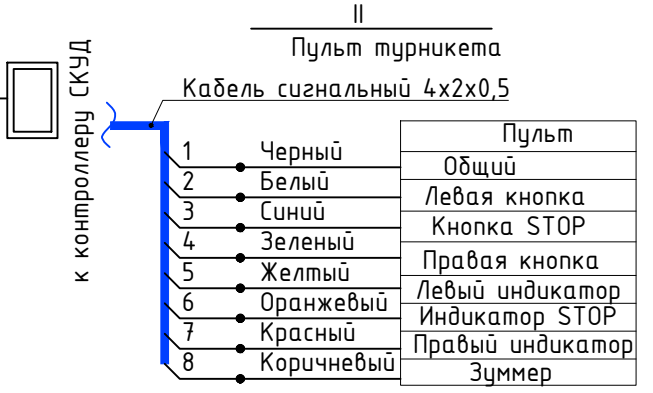 II
Пульт турникета
Кабель сигнальный 4х2х0,5
к контроллеру СКУД
Пульт
1 Черный Общий
2 Белый Левая кнопка
3 Синий Кнопка STOP
4 Зеленый Правая кнопка
5 Желтый Левый индикатор
6 Оранжевый Индикатор STOP
7 Красный Правый индикатор
8 Коричневый Зуммер